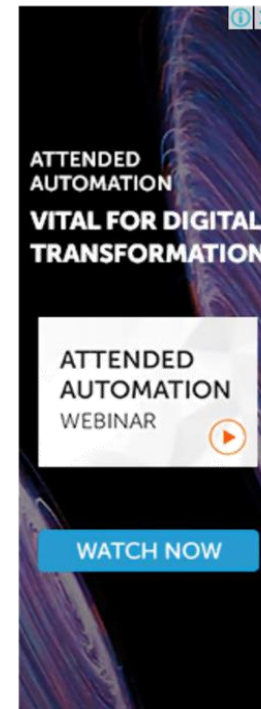 ATTENDED
AUTOMATION
VITAL FOR DIGITAL
TRANSFORMATION
ATTENDED
AUTOMATION
WEBINAR
WATCH NOW